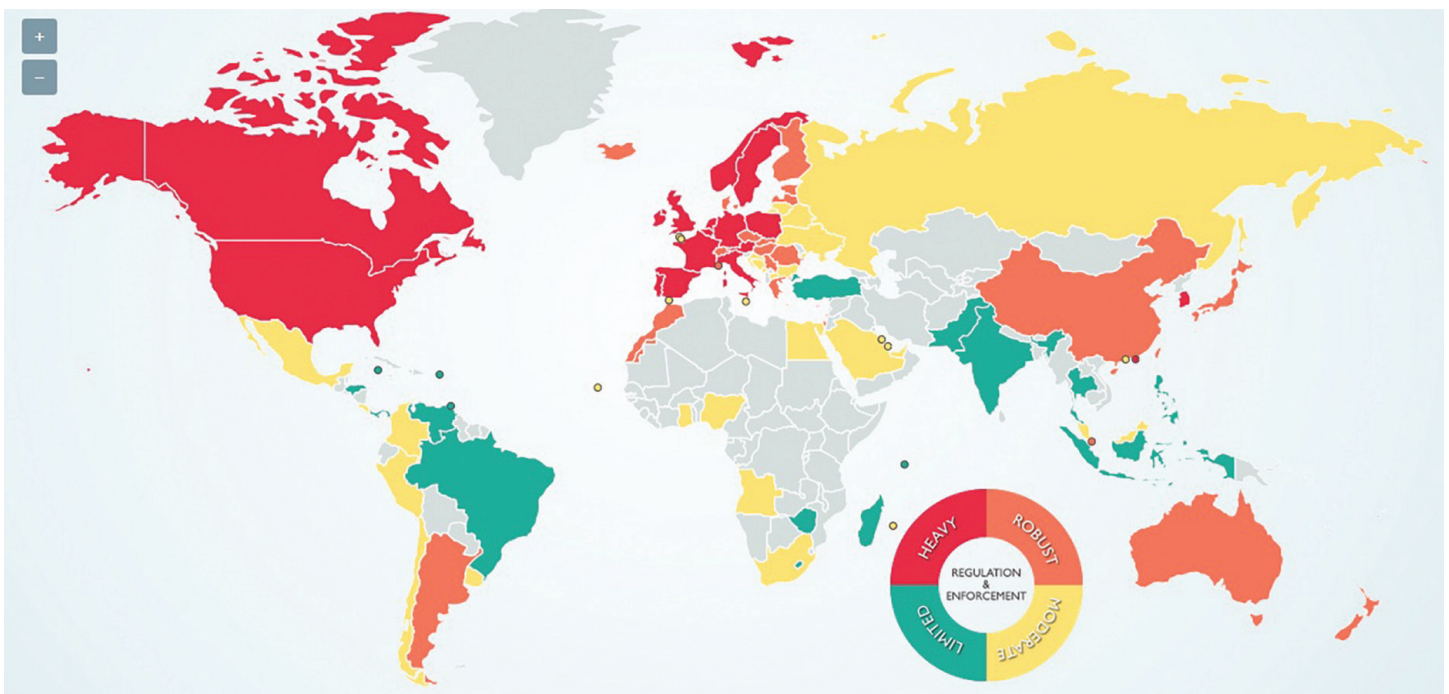 +
−
HEAVY
ROBUST
REGULATION
&
ENFORCEMENT
LIMITED
MODERATE